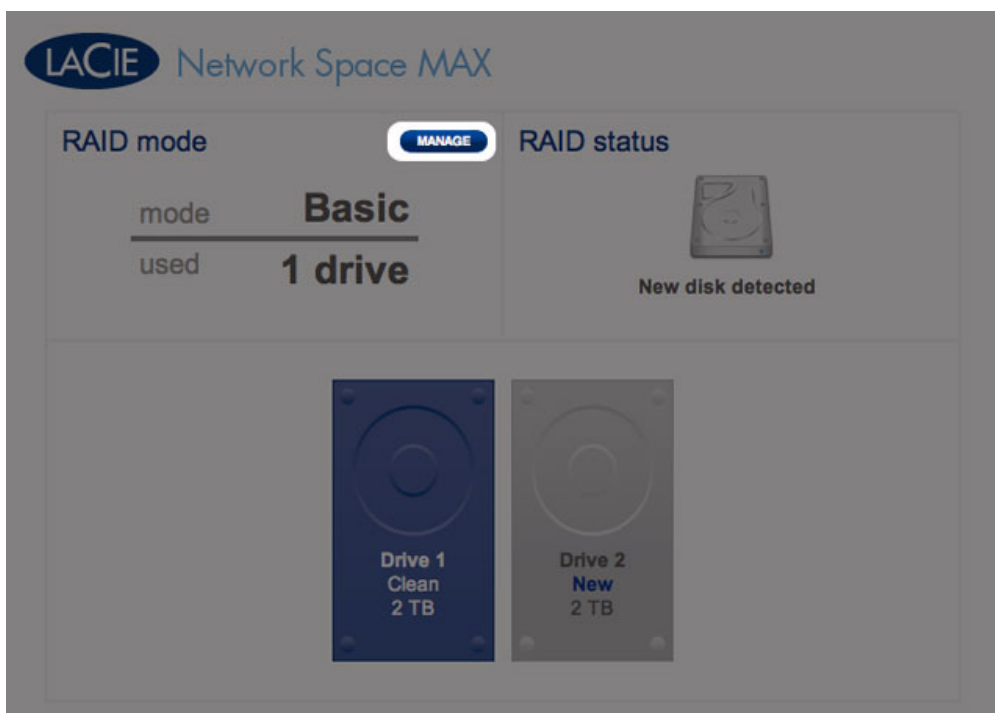 LACIE Network Space MAX
RAID mode
MANAGE
mode Basic
used 1 drive
RAID status
New disk detected
Drive 1
Clean
2 TB
Drive 2
New
2 TB